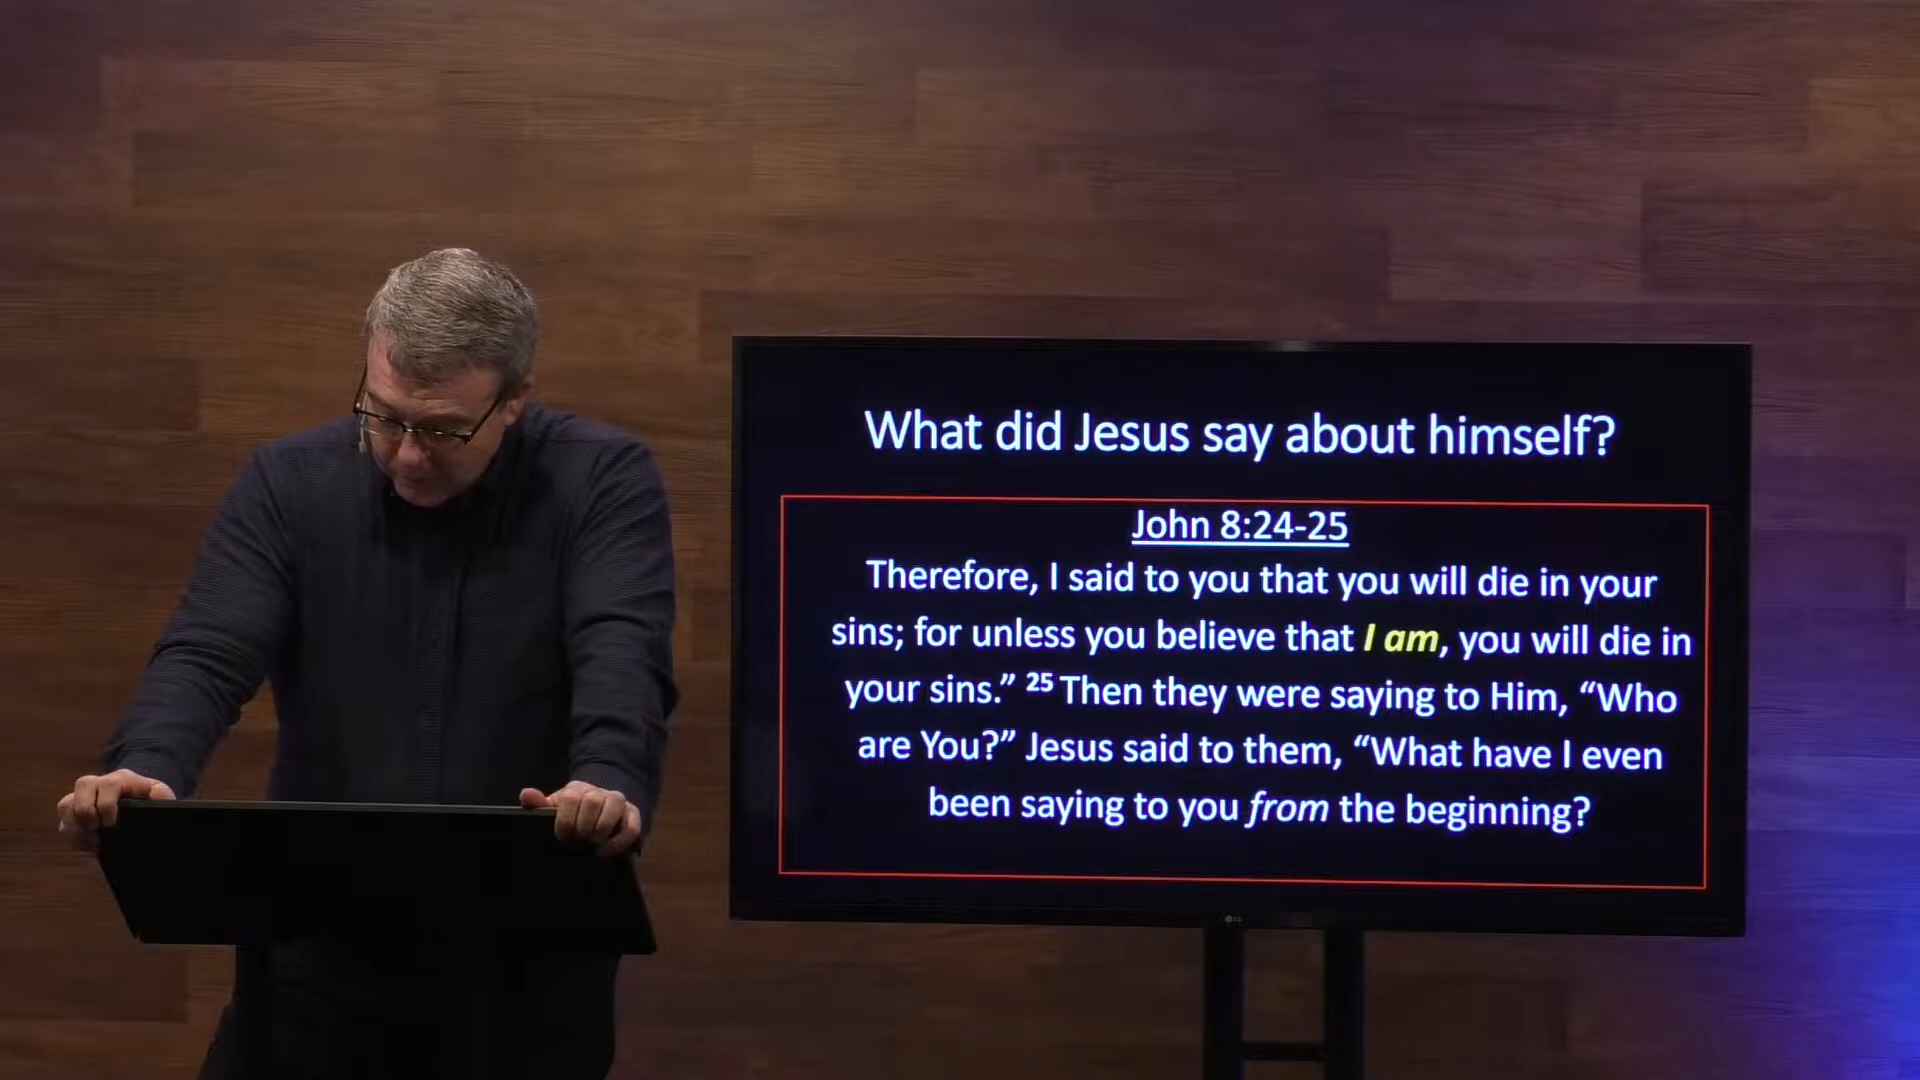 What did Jesus say about himself?
John 8:24-25
Therefore, I said to you that you will die in your
sins; for unless you believe that I am, you will die in
your sins.” 25 Then they were saying to Him, “Who
are You?” Jesus said to them, “What have I even
been saying to you from the beginning?
LG